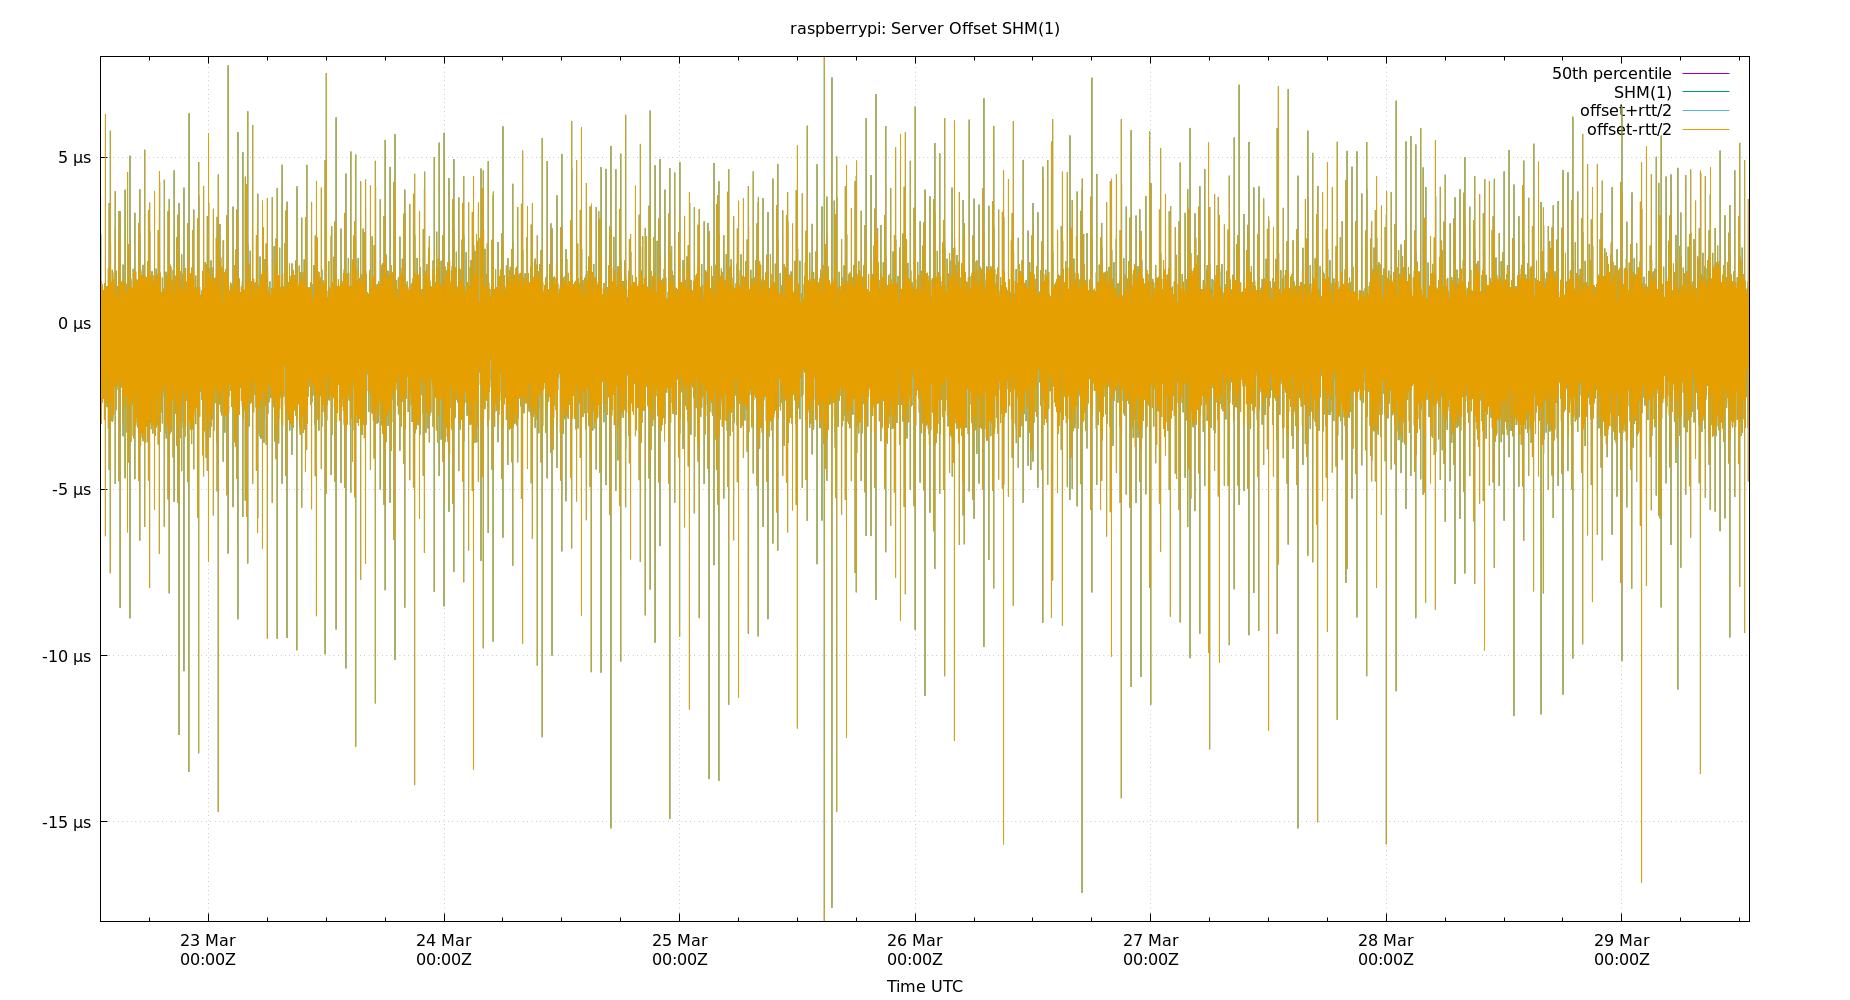 raspberrypi: Server Offset SHM(1)
50th percentile
SHM(1)
offset+rtt/2
offset-rtt/2
5 µs
0 µs
-5 µs
-10 µs
-15 µs
23 Mar
00:00Z
24 Mar
00:00Z
25 Mar
00:00Z
26 Mar
00:00Z
27 Mar
00:00Z
28 Mar
00:00Z
29 Mar
00:00Z
Time UTC